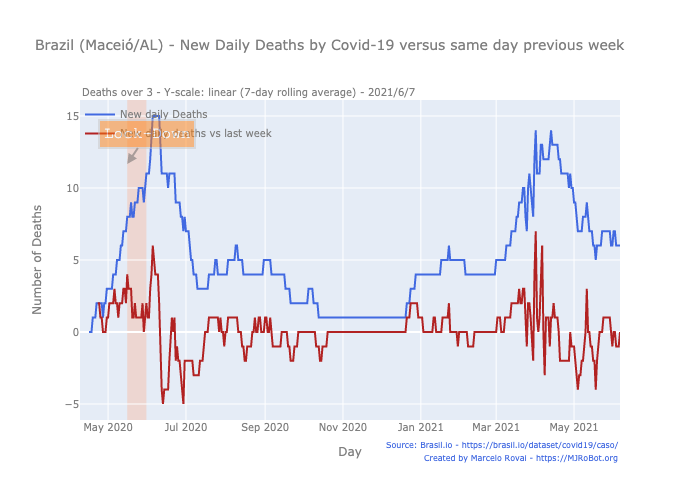 Brazil (Maceió/AL) - New Daily Deaths by Covid-19 versus same day previous week
Deaths over 3 - Y-scale: linear (7-day rolling average) - 2021/6/7
New daily Deaths
New daily deaths vs last week
Number of Deaths
15
10
5
0
−5
May 2020
Jul 2020
Sep 2020
Nov 2020
Jan 2021
Mar 2021
May 2021
Day
Source: Brasil.io - https://brasil.io/dataset/covid19/caso/
Created by Marcelo Rovai - https://MJRoBot.org